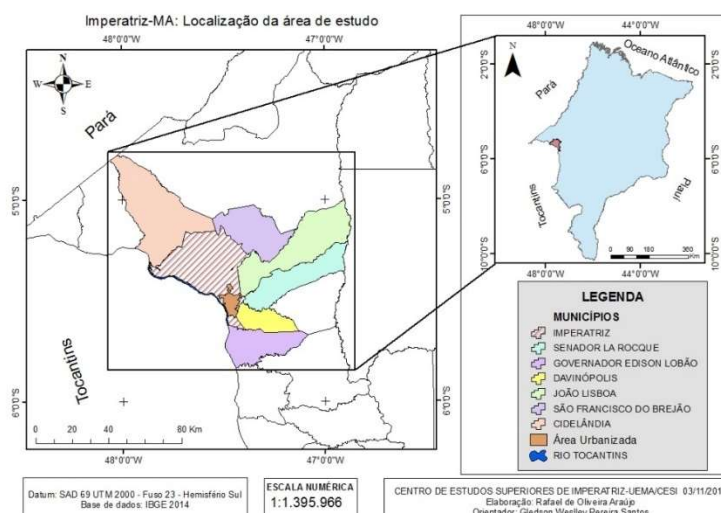 Imperatriz-MA: Localização da área de estudo
48°0'0"W
47°0'0"W
N
W
E
S
Pará
5°0'0"S
5°0'0"S
Tocantins
6°0'0"S
6°0'0"S
0
20
40
80 Km
48°0'0"W
47°0'0"W
48°0'0"W
44°0'0"W
N
Oceano Atlântico
2°0'0"S
2°0'0"S
Pará
6°0'0"S
6°0'0"S
Tocantins
Piauí
10°0'0"S
10°0'0"S
0
90
180
360
Km
48°0'0"W
44°0'0"W
LEGENDA
MUNICÍPIOS
IMPERATRIZ
SENADOR LA ROCQUE
GOVERNADOR EDISON LOBÃO
DAVINÓPOLIS
JOÃO LISBOA
SÃO FRANCISCO DO BREJÃO
CIDELÂNDIA
Área Urbanizada
RIO TOCANTINS
Datum: SAD 69 UTM 2000 - Fuso 23 - Hemisfério Sul
Base de dados: IBGE 2014
ESCALA NUMÉRICA
1:1.395.966
CENTRO DE ESTUDOS SUPERIORES DE IMPERATRIZ-UEMA/CESI 03/11/201
Elaboração: Rafael de Oliveira Araújo
Orientador: Gledson Weslley Pereira Santos